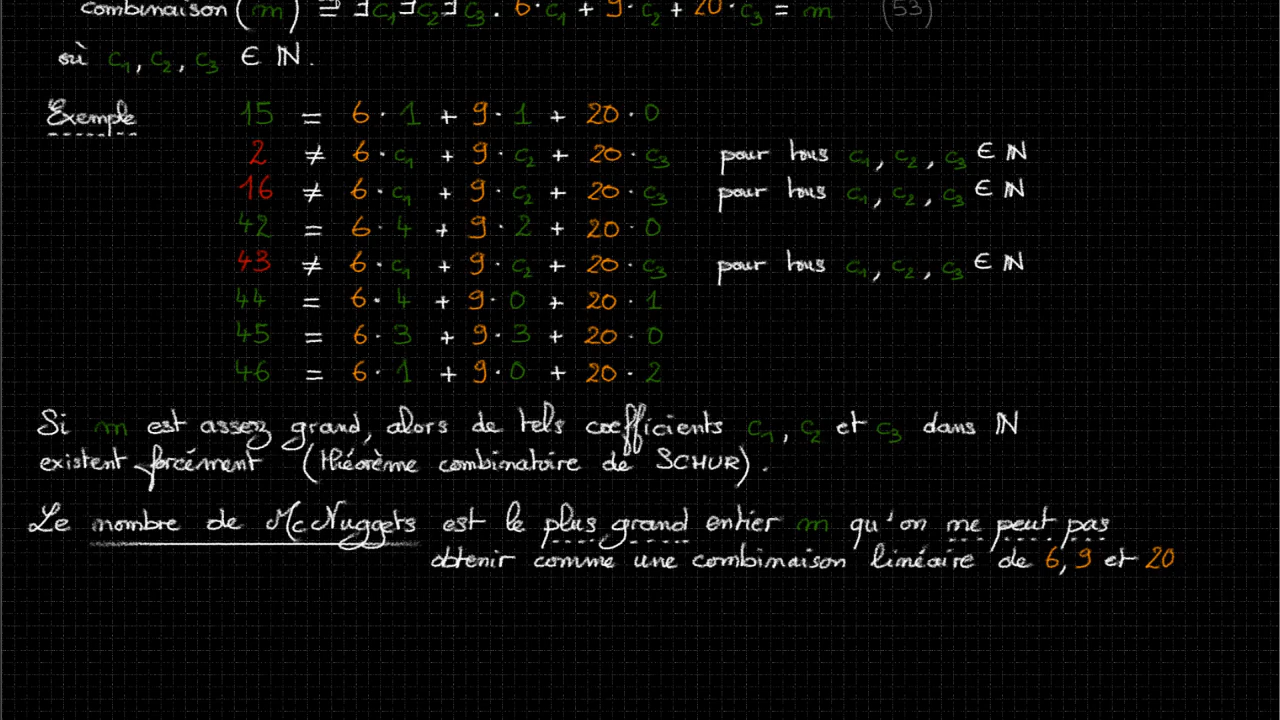 combinaison(n) ≝ ∃c₁∃c₂∃c₃. 6·c₁ + 9·c₂ + 20·c₃ = n (53)
où c₁, c₂, c₃ ∈ ℕ.
Exemple 15 = 6·1 + 9·1 + 20·0
2 ≠ 6·c₁ + 9·c₂ + 20·c₃ pour tous c₁, c₂, c₃ ∈ ℕ
16 ≠ 6·c₁ + 9·c₂ + 20·c₃ pour tous c₁, c₂, c₃ ∈ ℕ
42 = 6·4 + 9·2 + 20·0
43 ≠ 6·c₁ + 9·c₂ + 20·c₃ pour tous c₁, c₂, c₃ ∈ ℕ
44 = 6·4 + 9·0 + 20·1
45 = 6·3 + 9·3 + 20·0
46 = 6·1 + 9·0 + 20·2
Si n est assez grand, alors de tels coefficients c₁, c₂ et c₃ dans ℕ
existent forcément (théorème combinatoire de SCHUR).
Le nombre de McNuggets est le plus grand entier n qu'on ne peut pas
obtenir comme une combinaison linéaire de 6, 9 et 20